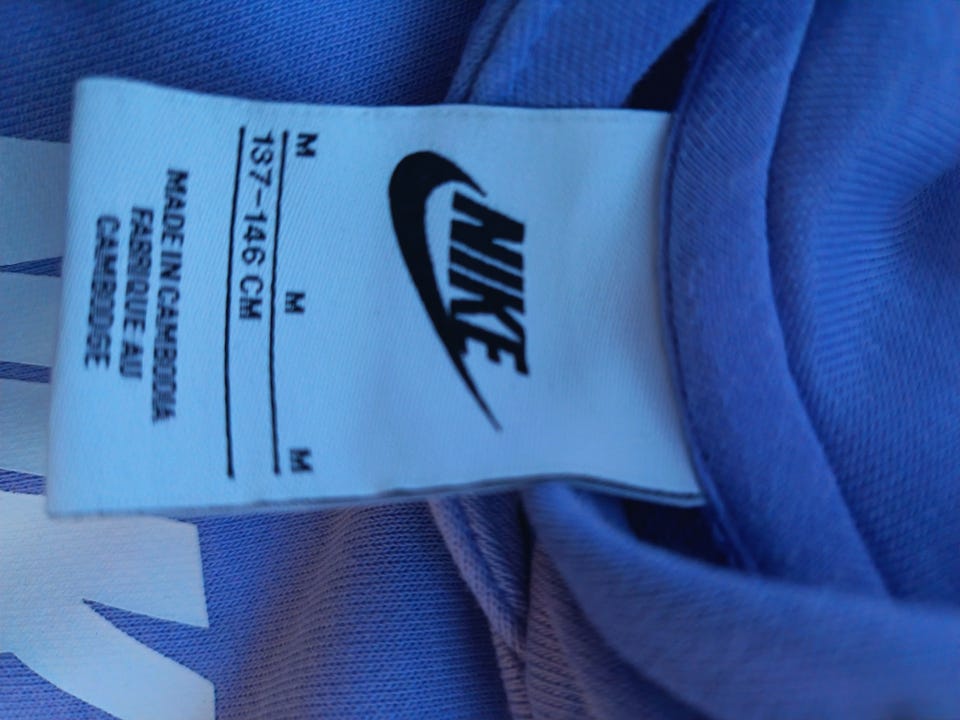 NIKE
M M M
137-146 CM
MADE IN CAMBODIA
FABRIQUE AU
CAMBODGE